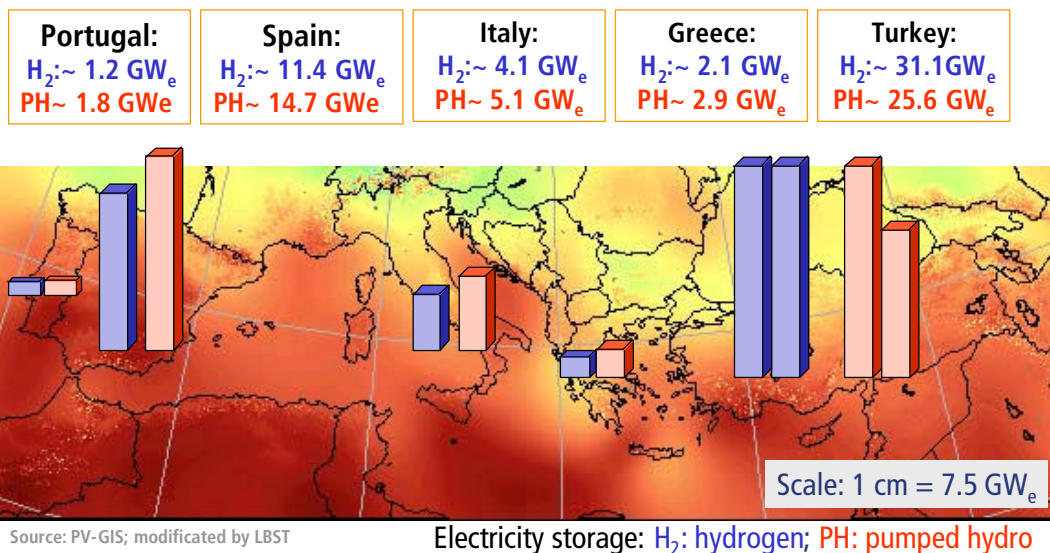 Portugal:
H₂:~ 1.2 GWₑ
PH~ 1.8 GWe
Spain:
H₂:~ 11.4 GWₑ
PH~ 14.7 GWe
Italy:
H₂:~ 4.1 GWₑ
PH~ 5.1 GWₑ
Greece:
H₂:~ 2.1 GWₑ
PH~ 2.9 GWₑ
Turkey:
H₂:~ 31.1GWₑ
PH~ 25.6 GWₑ
Scale: 1 cm = 7.5 GWₑ
Source: PV-GIS; modificated by LBST
Electricity storage: H₂: hydrogen; PH: pumped hydro